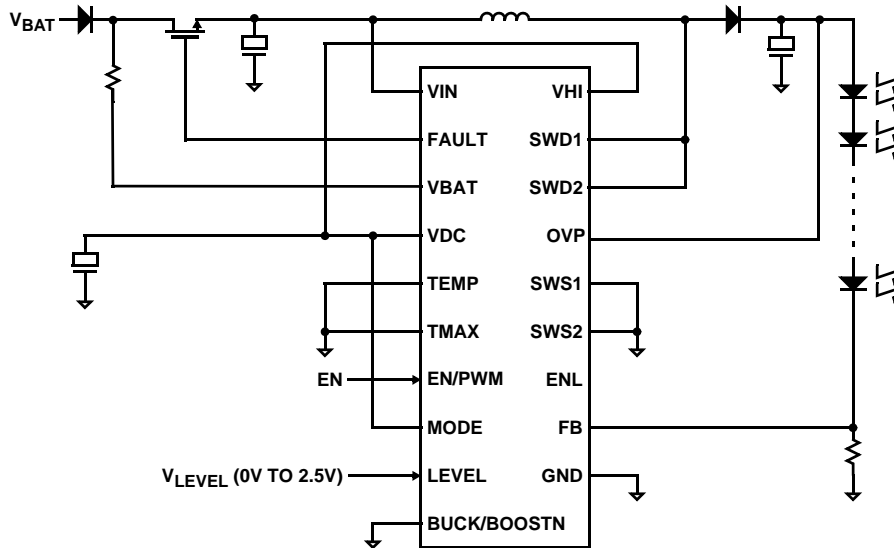 VBAT
VIN VHI
FAULT SWD1
VBAT SWD2
VDC OVP
TEMP SWS1
TMAX SWS2
EN EN/PWM ENL
MODE FB
VLEVEL (0V TO 2.5V) LEVEL GND
BUCK/BOOSTN